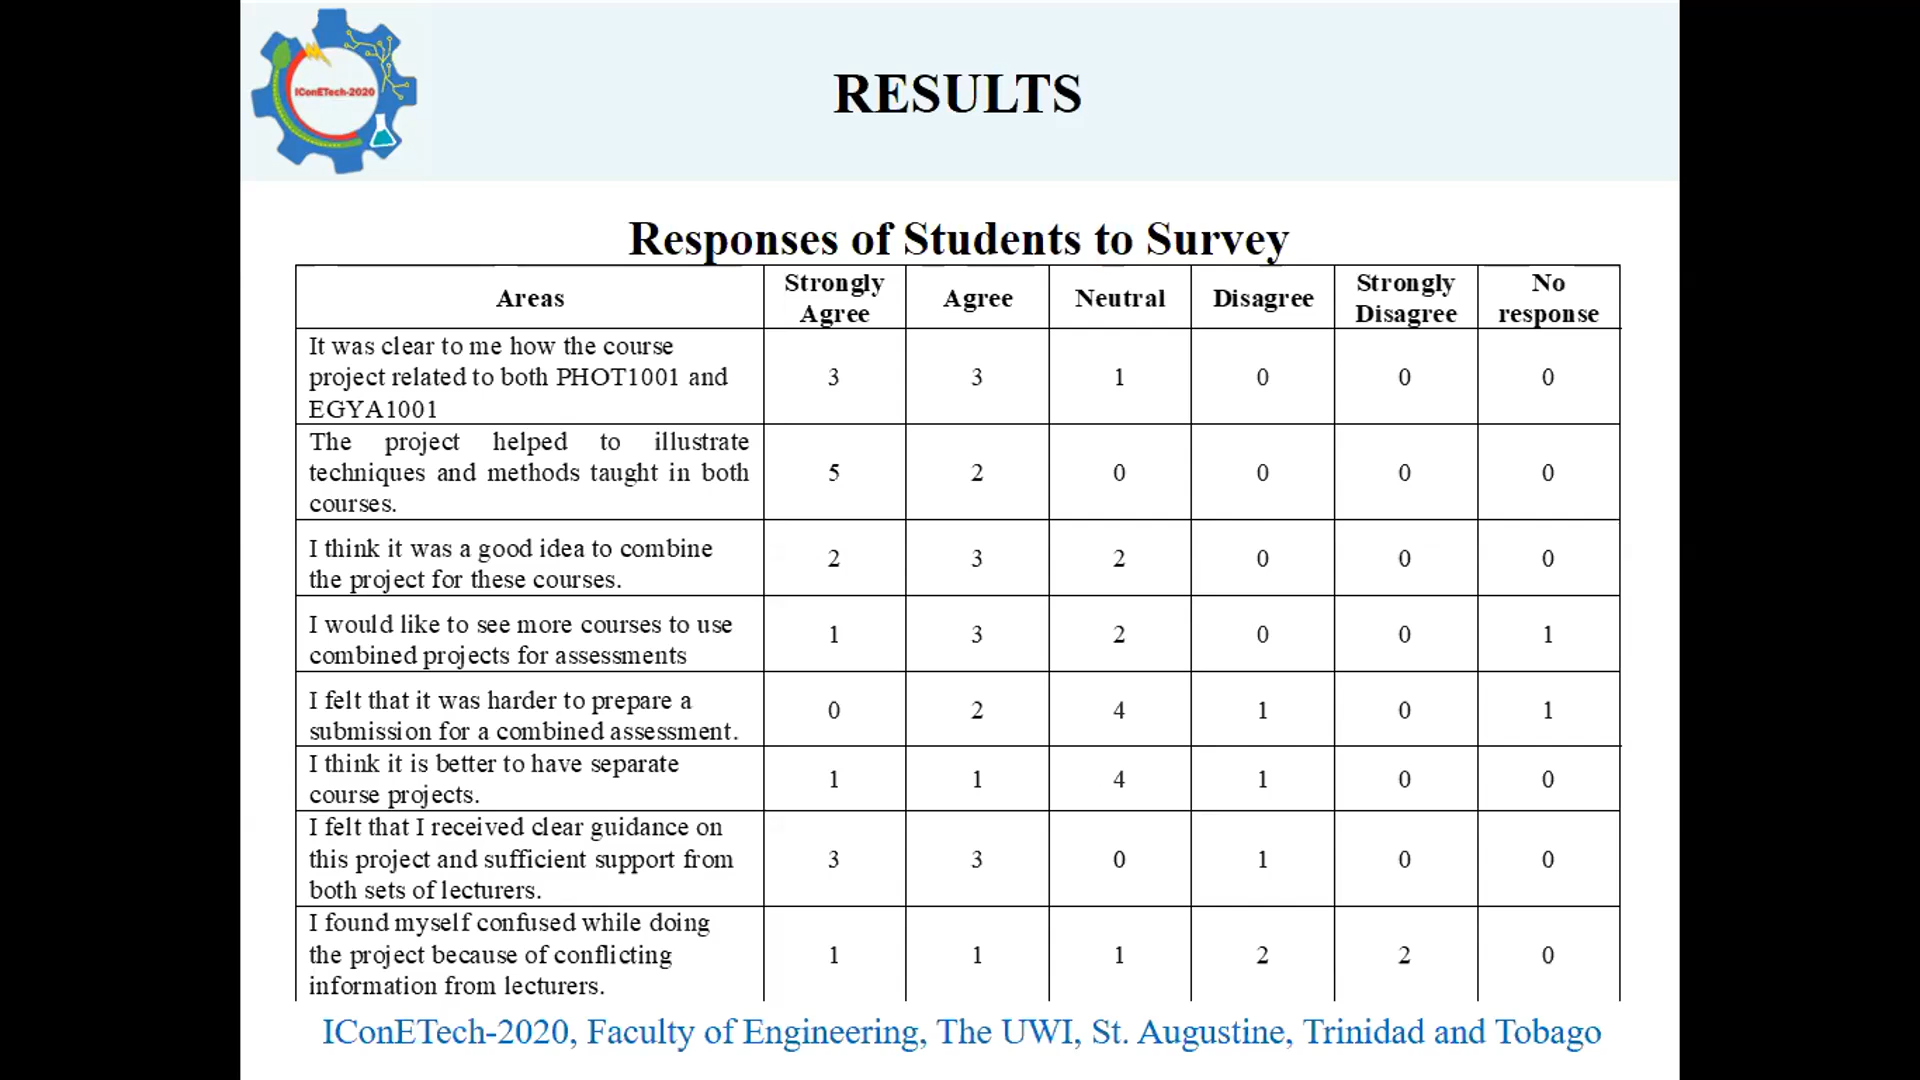 IConETech-2020
RESULTS
Responses of Students to Survey
Areas
Strongly
Agree
Agree
Neutral
Disagree
Strongly
Disagree
No
response
It was clear to me how the course
project related to both PHOT1001 and
EGYA1001
3 3 1 0 0 0
The project helped to illustrate
techniques and methods taught in both
courses.
5 2 0 0 0 0
I think it was a good idea to combine
the project for these courses.
2 3 2 0 0 0
I would like to see more courses to use
combined projects for assessments
1 3 2 0 0 1
I felt that it was harder to prepare a
submission for a combined assessment.
0 2 4 1 0 1
I think it is better to have separate
course projects.
1 1 4 1 0 0
I felt that I received clear guidance on
this project and sufficient support from
both sets of lecturers.
3 3 0 1 0 0
I found myself confused while doing
the project because of conflicting
information from lecturers.
1 1 1 2 2 0
IConETech-2020, Faculty of Engineering, The UWI, St. Augustine, Trinidad and Tobago